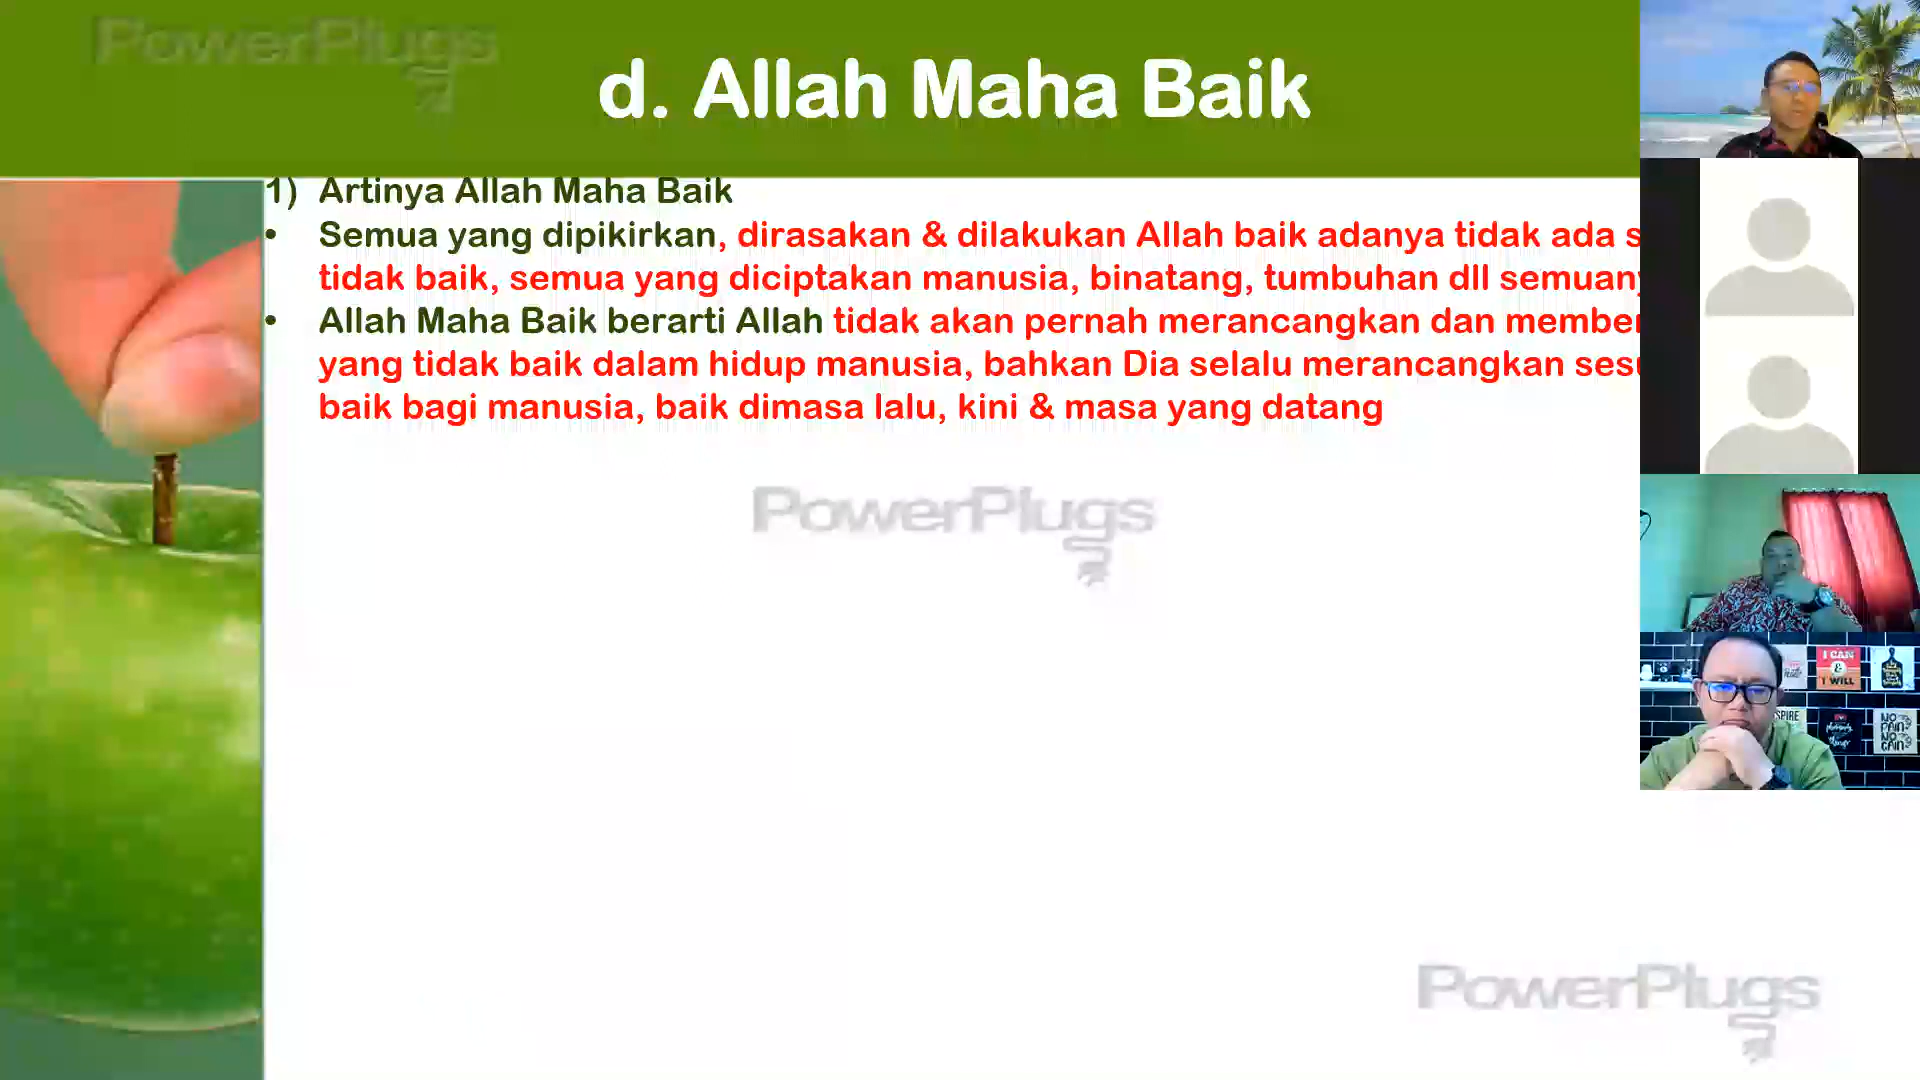 PowerPlugs
d. Allah Maha Baik
1) Artinya Allah Maha Baik
• Semua yang dipikirkan, dirasakan & dilakukan Allah baik adanya tidak ada
tidak baik, semua yang diciptakan manusia, binatang, tumbuhan dll
• Allah Maha Baik berarti Allah tidak akan pernah merancangkan dan
yang tidak baik dalam hidup manusia, bahkan Dia selalu merancangkan
baik bagi manusia, baik dimasa lalu, kini & masa yang datang
PowerPlugs
I CAN
&
I WILL
NO
PAIN
NO
GAIN
PowerPlugs